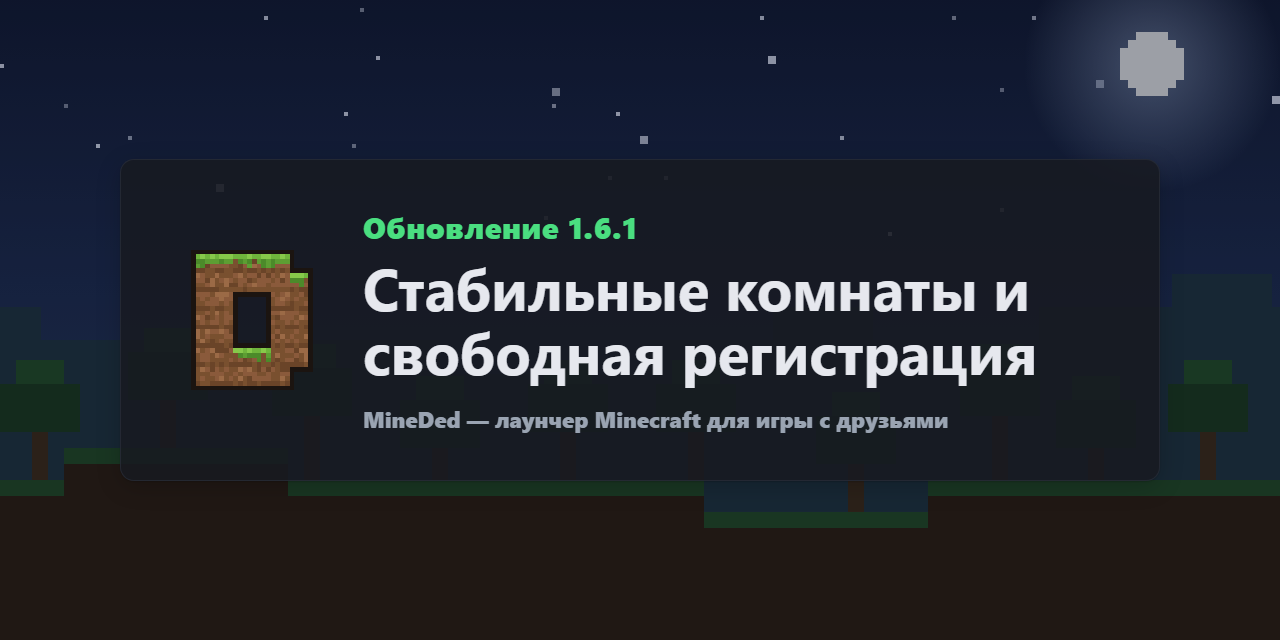 Обновление 1.6.1
Стабильные комнаты и
свободная регистрация
MineDed — лаунчер Minecraft для игры с друзьями